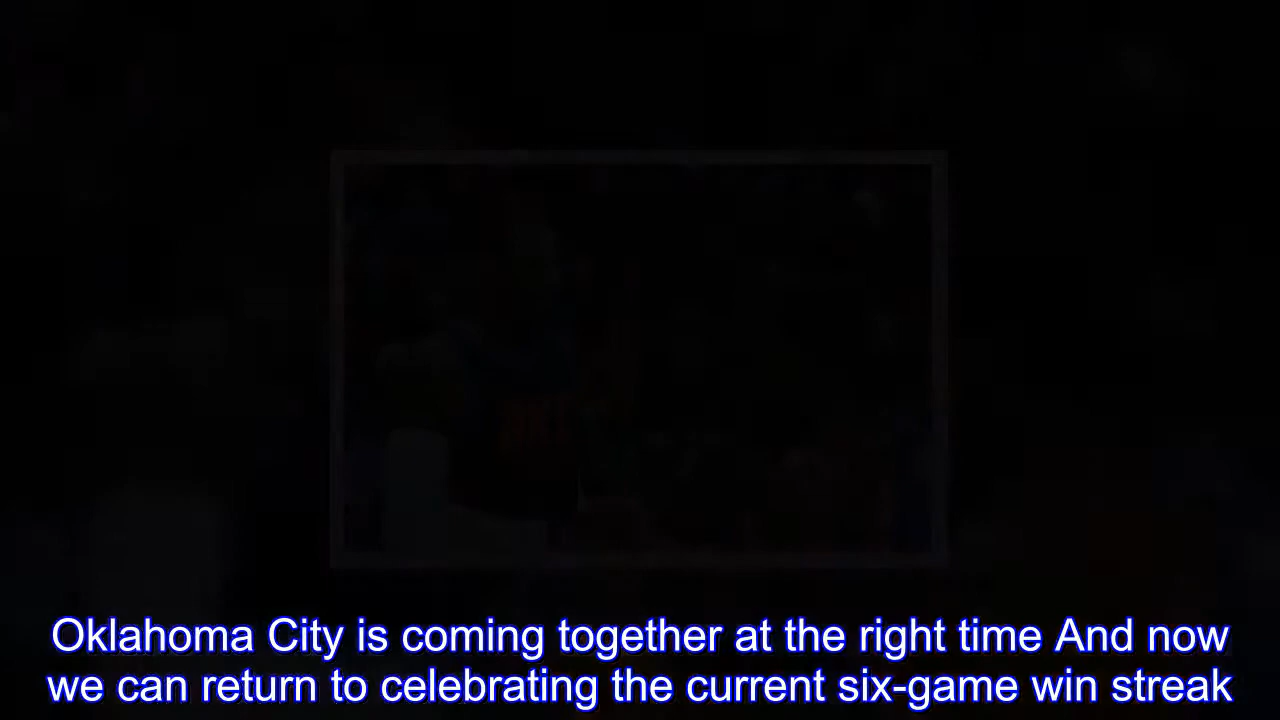 Oklahoma City is coming together at the right time And now
we can return to celebrating the current six-game win streak